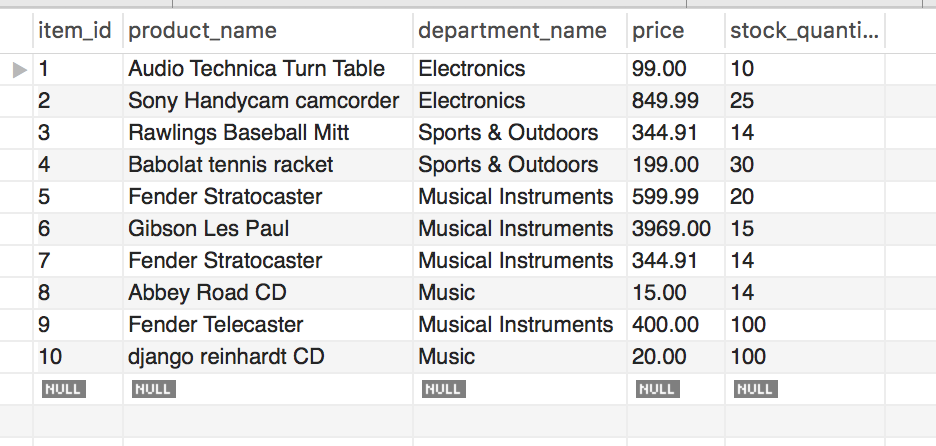 item_id product_name department_name price stock_quanti...
1 Audio Technica Turn Table Electronics 99.00 10
2 Sony Handycam camcorder Electronics 849.99 25
3 Rawlings Baseball Mitt Sports & Outdoors 344.91 14
4 Babolat tennis racket Sports & Outdoors 199.00 30
5 Fender Stratocaster Musical Instruments 599.99 20
6 Gibson Les Paul Musical Instruments 3969.00 15
7 Fender Stratocaster Musical Instruments 344.91 14
8 Abbey Road CD Music 15.00 14
9 Fender Telecaster Musical Instruments 400.00 100
10 django reinhardt CD Music 20.00 100
NULL NULL NULL NULL NULL